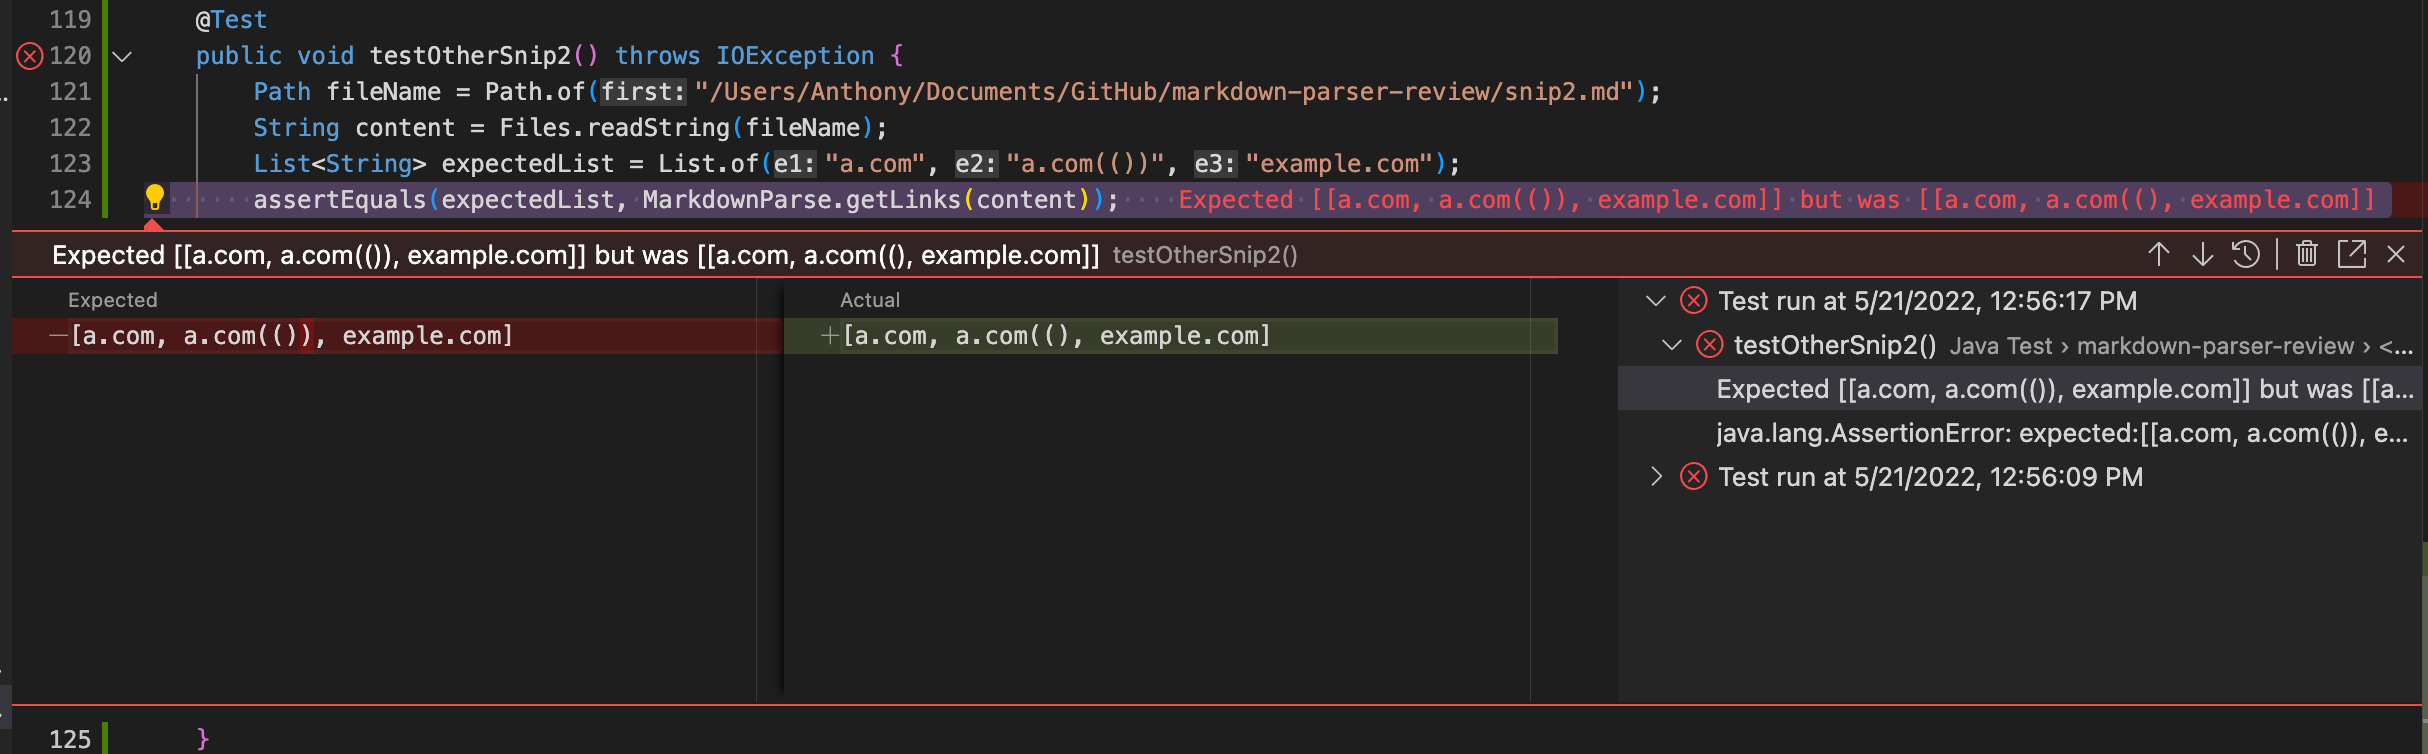 119 @Test
120 public void testOtherSnip2() throws IOException {
121 Path fileName = Path.of(first: "/Users/Anthony/Documents/GitHub/markdown-parser-review/snip2.md");
122 String content = Files.readString(fileName);
123 List<String> expectedList = List.of(e1: "a.com", e2: "a.com(())", e3: "example.com");
124 assertEquals(expectedList, MarkdownParse.getLinks(content)); Expected [[a.com, a.com(()), example.com]] but was [[a.com, a.com((), example.com]]
Expected [[a.com, a.com(()), example.com]] but was [[a.com, a.com((), example.com]] testOtherSnip2()
Expected
−[a.com, a.com(()), example.com]
Actual
+[a.com, a.com((), example.com]
Test run at 5/21/2022, 12:56:17 PM
testOtherSnip2() Java Test › markdown-parser-review › <...
Expected [[a.com, a.com(()), example.com]] but was [[a...
java.lang.AssertionError: expected:[[a.com, a.com(()), e...
Test run at 5/21/2022, 12:56:09 PM
125 }